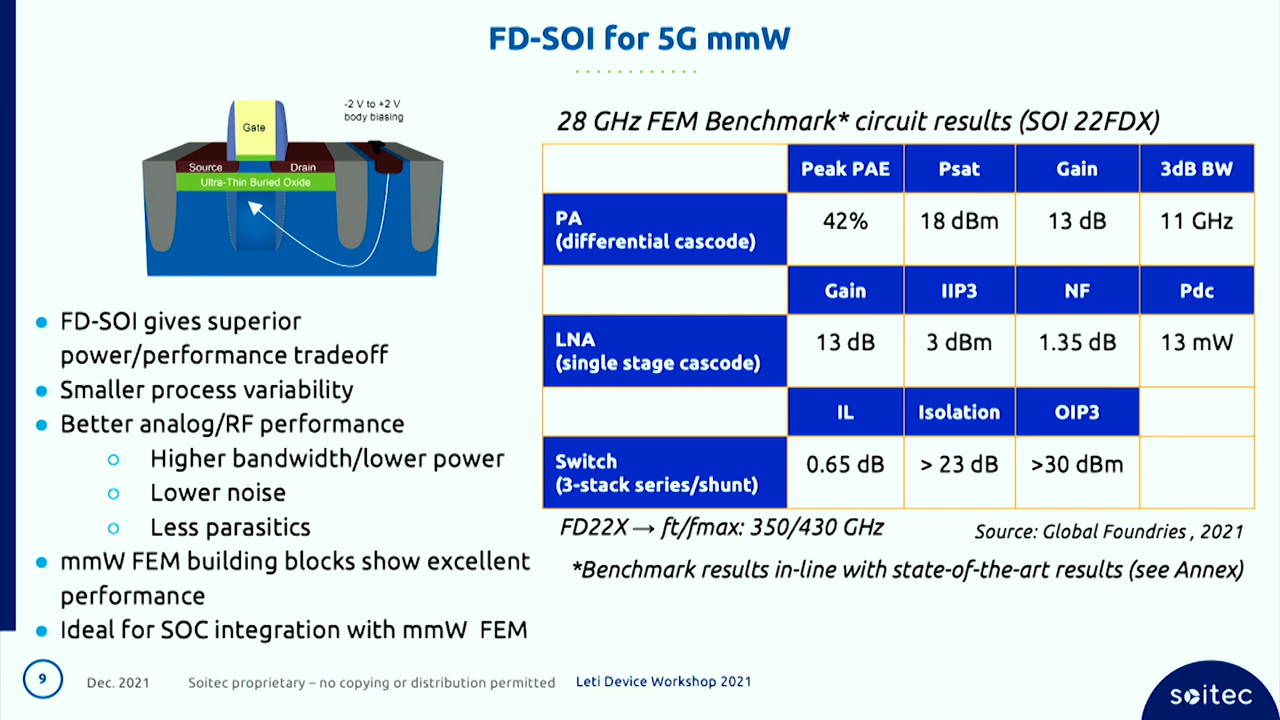 FD-SOI for 5G mmW
-2 V to +2 V
body biasing
Gate
Source
Drain
Ultra-Thin Buried Oxide
FD-SOI gives superior
power/performance tradeoff
Smaller process variability
Better analog/RF performance
Higher bandwidth/lower power
Lower noise
Less parasitics
mmW FEM building blocks show excellent
performance
Ideal for SOC integration with mmW FEM
28 GHz FEM Benchmark* circuit results (SOI 22FDX)
Peak PAE Psat Gain 3dB BW
PA
(differential cascode)
42% 18 dBm 13 dB 11 GHz
Gain IIP3 NF Pdc
LNA
(single stage cascode)
13 dB 3 dBm 1.35 dB 13 mW
IL Isolation OIP3
Switch
(3-stack series/shunt)
0.65 dB > 23 dB >30 dBm
FD22X → ft/fmax: 350/430 GHz
Source: Global Foundries , 2021
*Benchmark results in-line with state-of-the-art results (see Annex)
9
Dec. 2021
Soitec proprietary – no copying or distribution permitted
Leti Device Workshop 2021
soitec